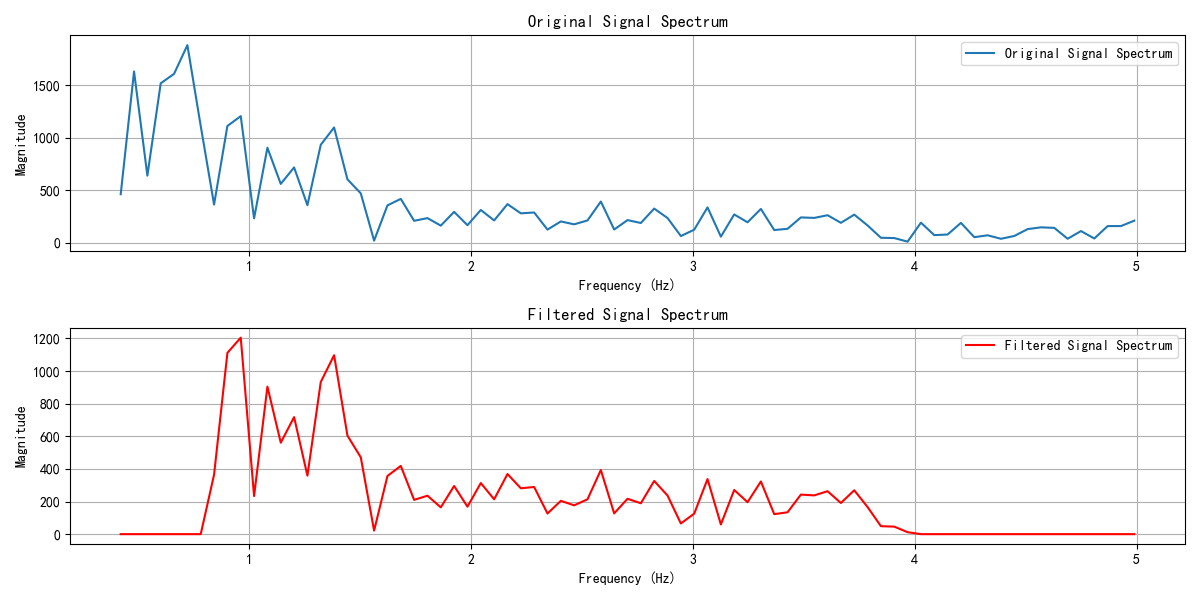 Original Signal Spectrum
Original Signal Spectrum
Magnitude
1500
1000
500
0
1 2 3 4 5
Frequency (Hz)
Filtered Signal Spectrum
Filtered Signal Spectrum
Magnitude
1200
1000
800
600
400
200
0
1 2 3 4 5
Frequency (Hz)